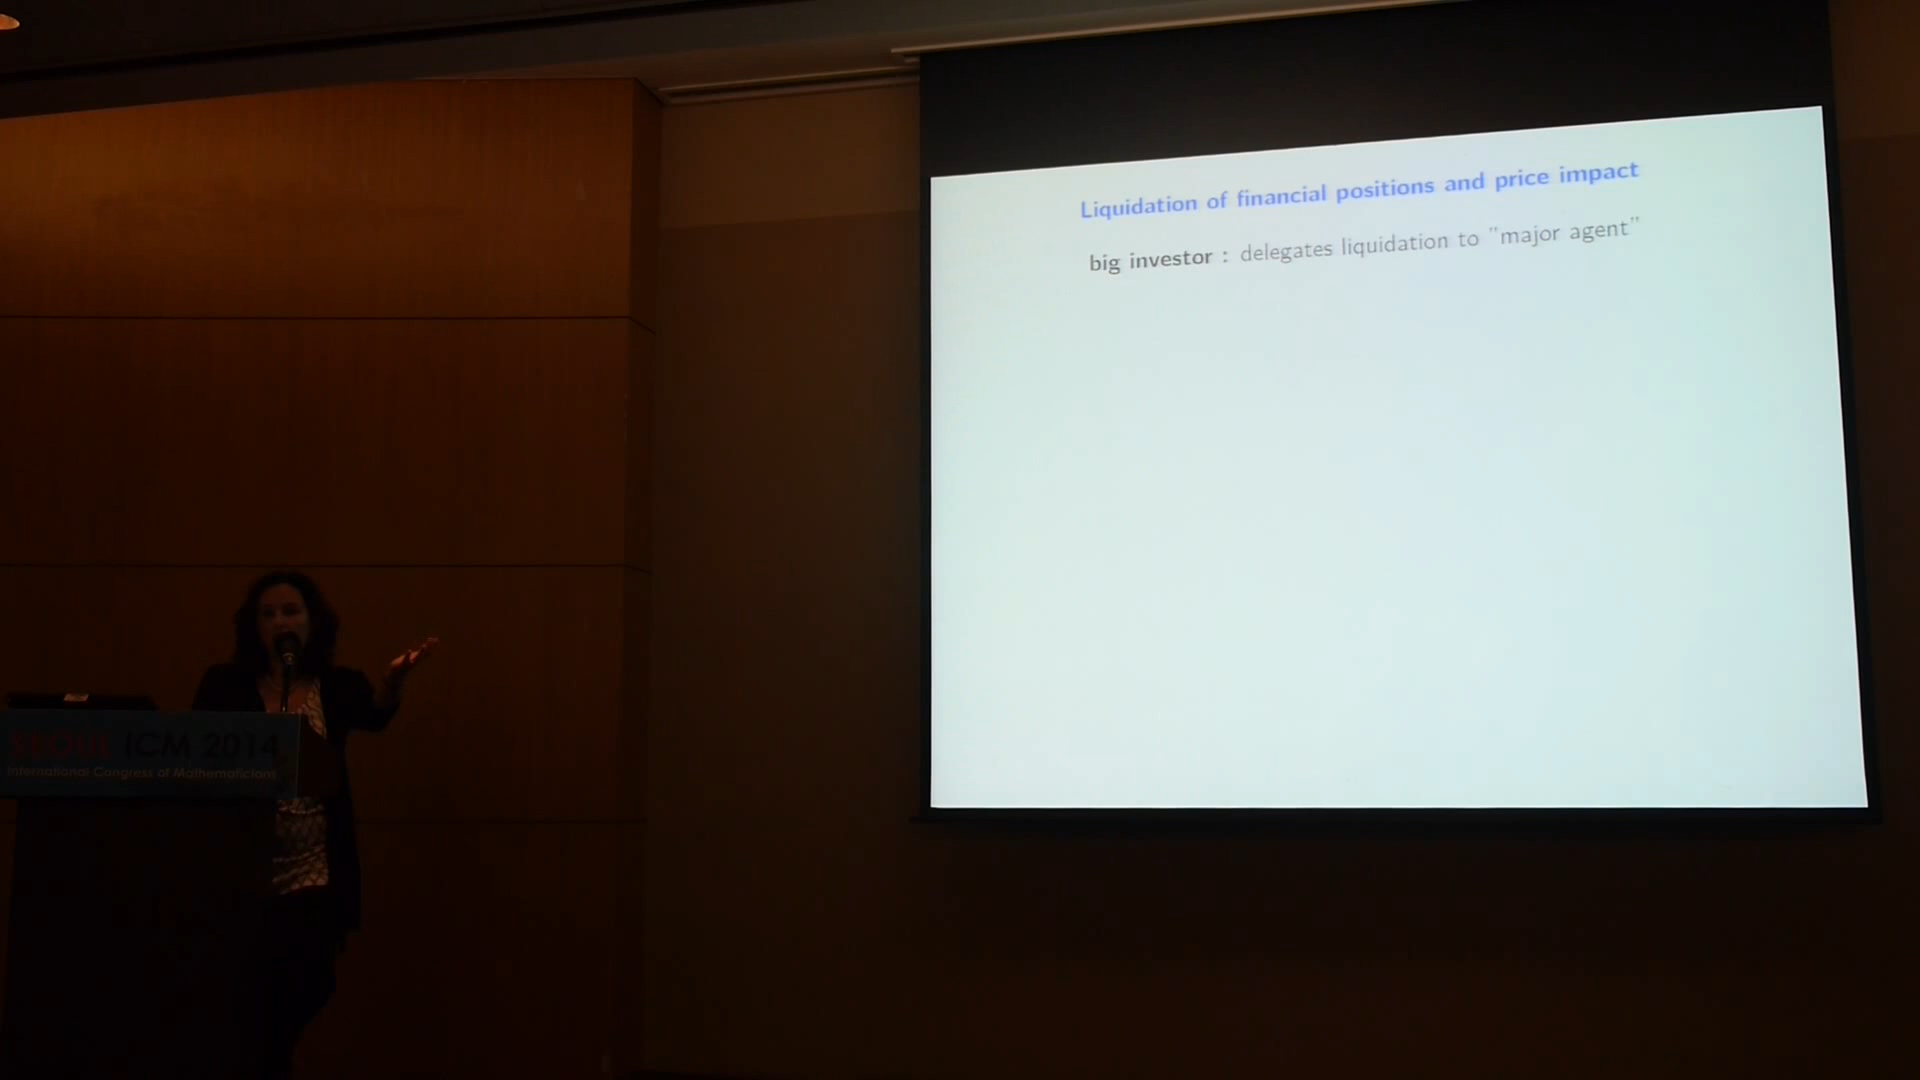 Liquidation of financial positions and price impact
big investor : delegates liquidation to "major agent"
SEOUL ICM 2014
International Congress of Mathematicians